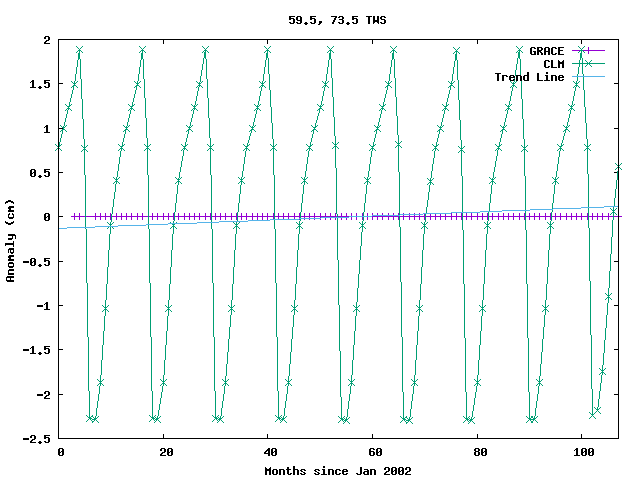 59.5, 73.5 TWS
GRACE
CLM
Trend Line
2
1.5
1
0.5
0
-0.5
-1
-1.5
-2
-2.5
Anomaly (cm)
0 20 40 60 80 100
Months since Jan 2002